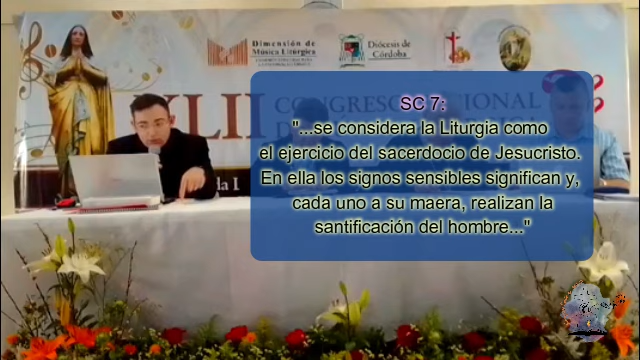 Dimensión de
Música Litúrgica
Diócesis de
Córdoba
XLII CONGRESO NACIONAL
SC 7:
"...se considera la Liturgia como
el ejercicio del sacerdocio de Jesucristo.
En ella los signos sensibles significan y,
cada uno a su maera, realizan la
santificación del hombre..."